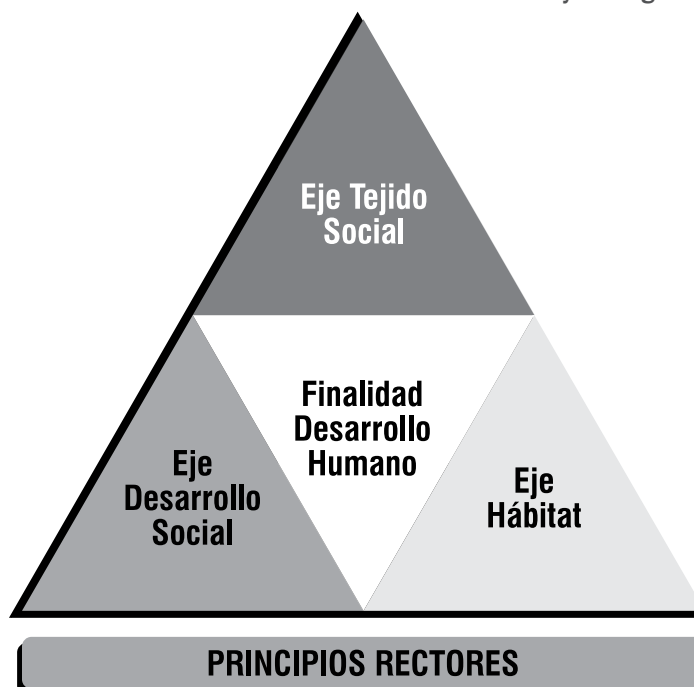 Eje Tejido
Social
Finalidad
Desarrollo
Humano
Eje
Desarrollo
Social
Eje
Hábitat
PRINCIPIOS RECTORES